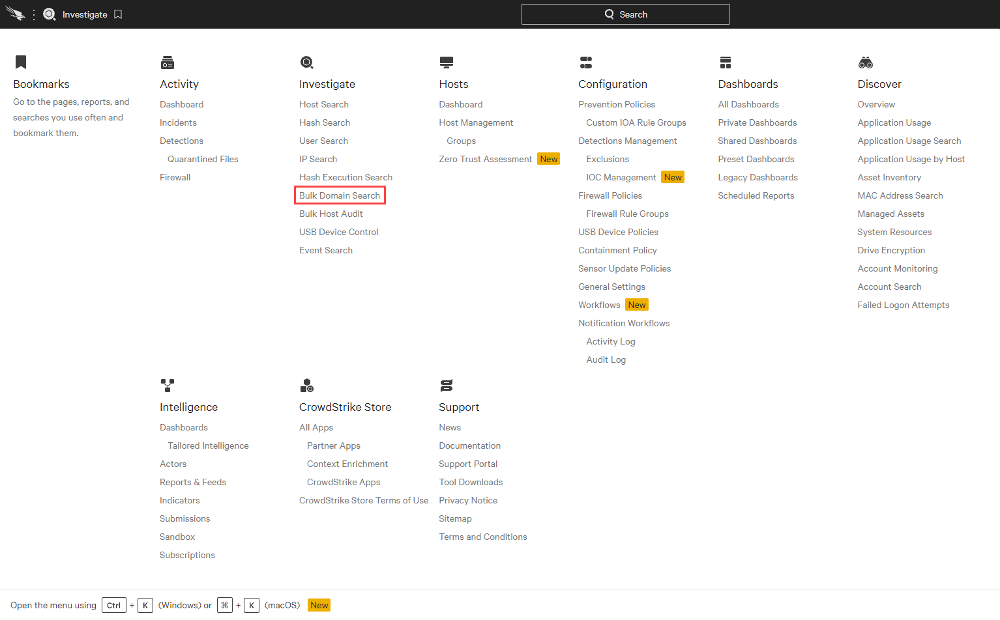 Investigate
Search
Bookmarks
Go to the pages, reports, and
searches you use often and
bookmark them.
Activity
Dashboard
Incidents
Detections
Quarantined Files
Firewall
Investigate
Host Search
Hash Search
User Search
IP Search
Hash Execution Search
Bulk Domain Search
Bulk Host Audit
USB Device Control
Event Search
Hosts
Dashboard
Host Management
Groups
Zero Trust Assessment New
Configuration
Prevention Policies
Custom IOA Rule Groups
Detections Management
Exclusions
IOC Management New
Firewall Policies
Firewall Rule Groups
USB Device Policies
Containment Policy
Sensor Update Policies
General Settings
Workflows New
Notification Workflows
Activity Log
Audit Log
Dashboards
All Dashboards
Private Dashboards
Shared Dashboards
Preset Dashboards
Legacy Dashboards
Scheduled Reports
Discover
Overview
Application Usage
Application Usage Search
Application Usage by Host
Asset Inventory
MAC Address Search
Managed Assets
System Resources
Drive Encryption
Account Monitoring
Account Search
Failed Logon Attempts
Intelligence
Dashboards
Tailored Intelligence
Actors
Reports & Feeds
Indicators
Submissions
Sandbox
Subscriptions
CrowdStrike Store
All Apps
Partner Apps
Context Enrichment
CrowdStrike Apps
CrowdStrike Store Terms of Use
Support
News
Documentation
Support Portal
Tool Downloads
Privacy Notice
Sitemap
Terms and Conditions
Open the menu using Ctrl + K (Windows) or ⌘ + K (macOS) New